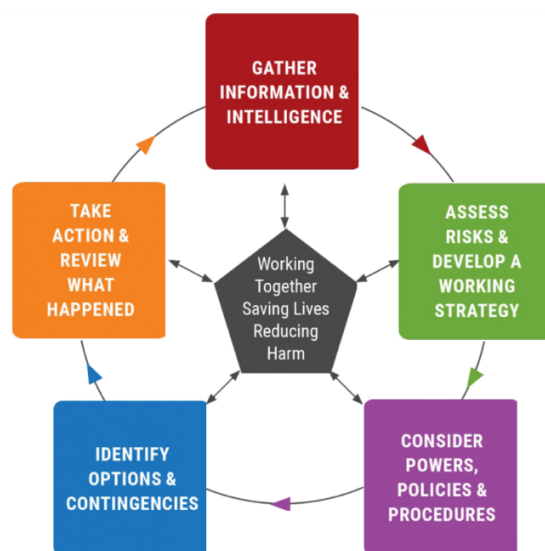 GATHER
INFORMATION &
INTELLIGENCE
ASSESS
RISKS &
DEVELOP A
WORKING
STRATEGY
CONSIDER
POWERS,
POLICIES &
PROCEDURES
IDENTIFY
OPTIONS &
CONTINGENCIES
TAKE
ACTION &
REVIEW
WHAT
HAPPENED
Working
Together
Saving Lives
Reducing
Harm